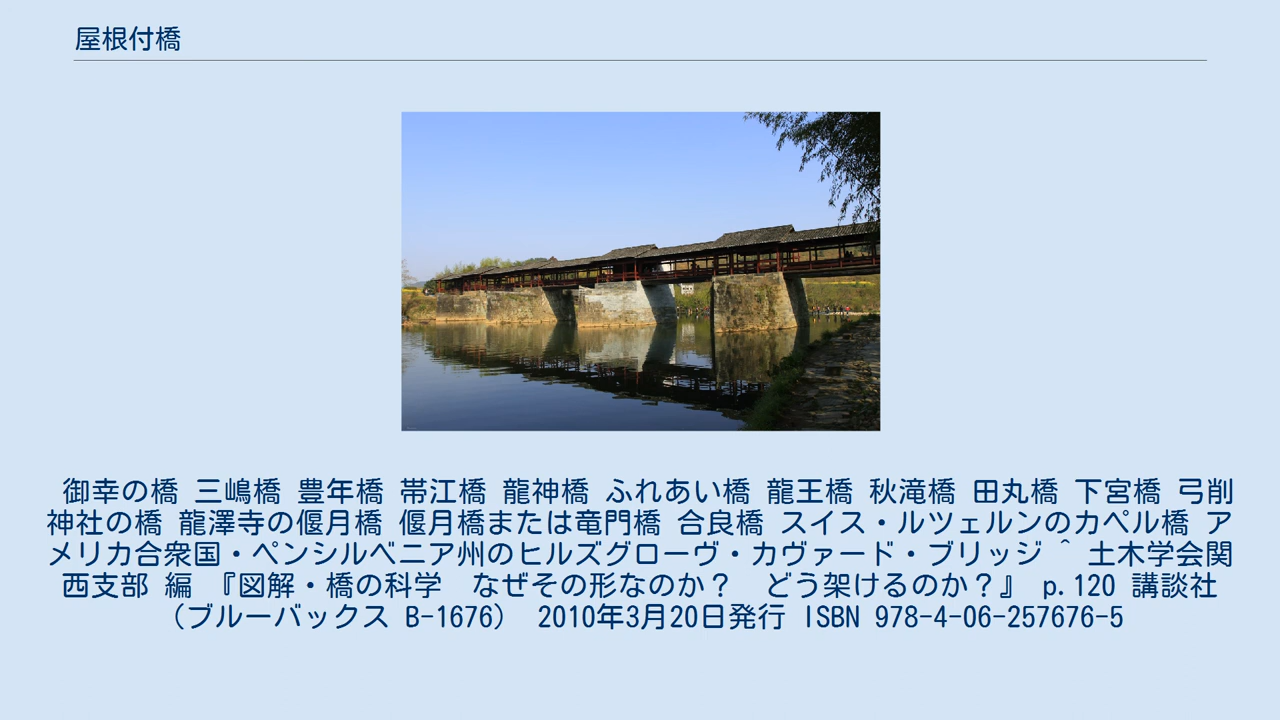 屋根付橋
御幸の橋 三嶋橋 豊年橋 帯江橋 龍神橋 ふれあい橋 龍王橋 秋滝橋 田丸橋 下宮橋 弓削
神社の橋 龍澤寺の偃月橋 偃月橋または竜門橋 合良橋 スイス・ルツェルンのカペル橋 ア
メリカ合衆国・ペンシルベニア州のヒルズグローヴ・カヴァード・ブリッジ ^ 土木学会関
西支部 編 『図解・橋の科学　なぜその形なのか？　どう架けるのか？』 p.120 講談社
（ブルーバックス B-1676） 2010年3月20日発行 ISBN 978-4-06-257676-5